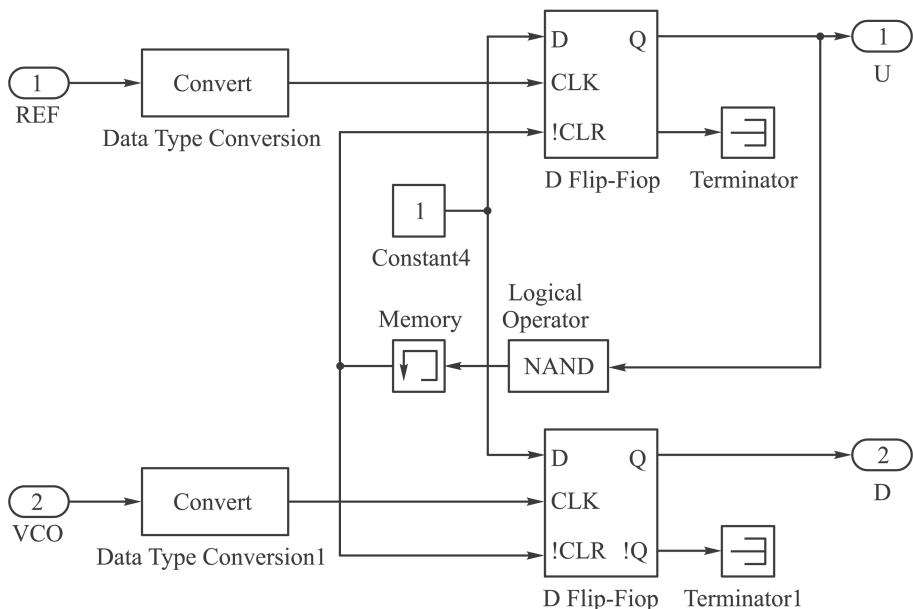 D
Q
1
U
1
REF
Convert
Data Type Conversion
CLK
!CLR
D Flip-Fiop
Terminator
1
Constant4
Memory
Logical
Operator
NAND
D
Q
2
D
2
VCO
Convert
Data Type Conversion1
CLK
!CLR
!Q
D Flip-Fiop
Terminator1